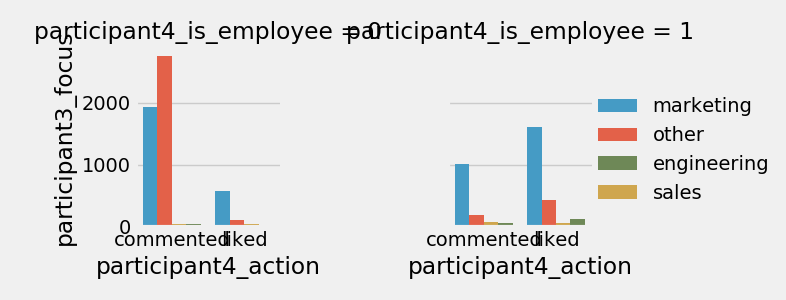 participant4_is_employee = 0
participant4_is_employee = 1
participant3_focus
2000
1000
0
commented
liked
commented
liked
participant4_action
participant4_action
marketing
other
engineering
sales